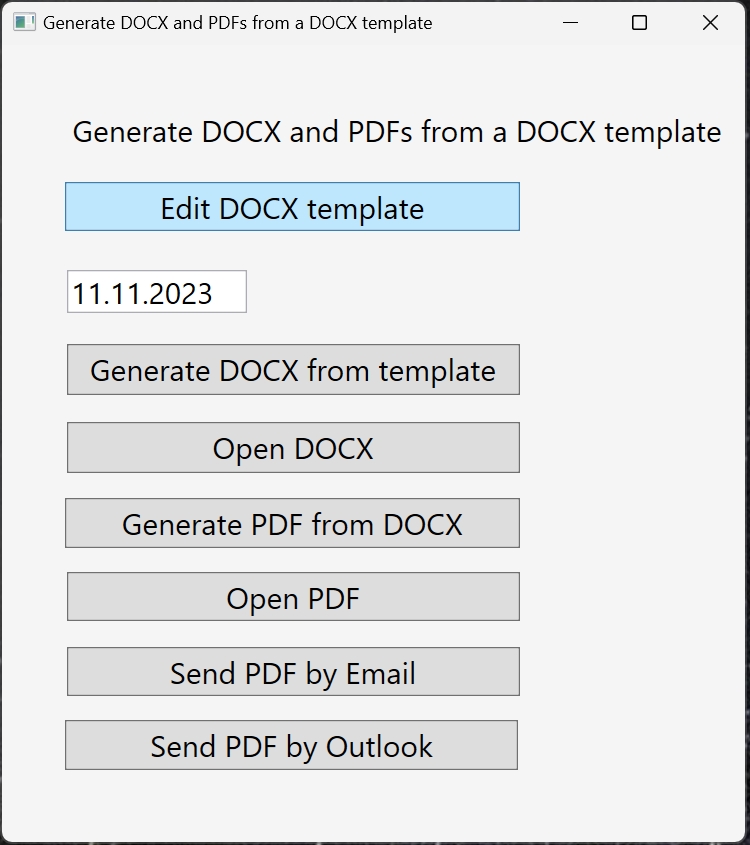 Generate DOCX and PDFs from a DOCX template
Generate DOCX and PDFs from a DOCX template
Edit DOCX template
11.11.2023
Generate DOCX from template
Open DOCX
Generate PDF from DOCX
Open PDF
Send PDF by Email
Send PDF by Outlook